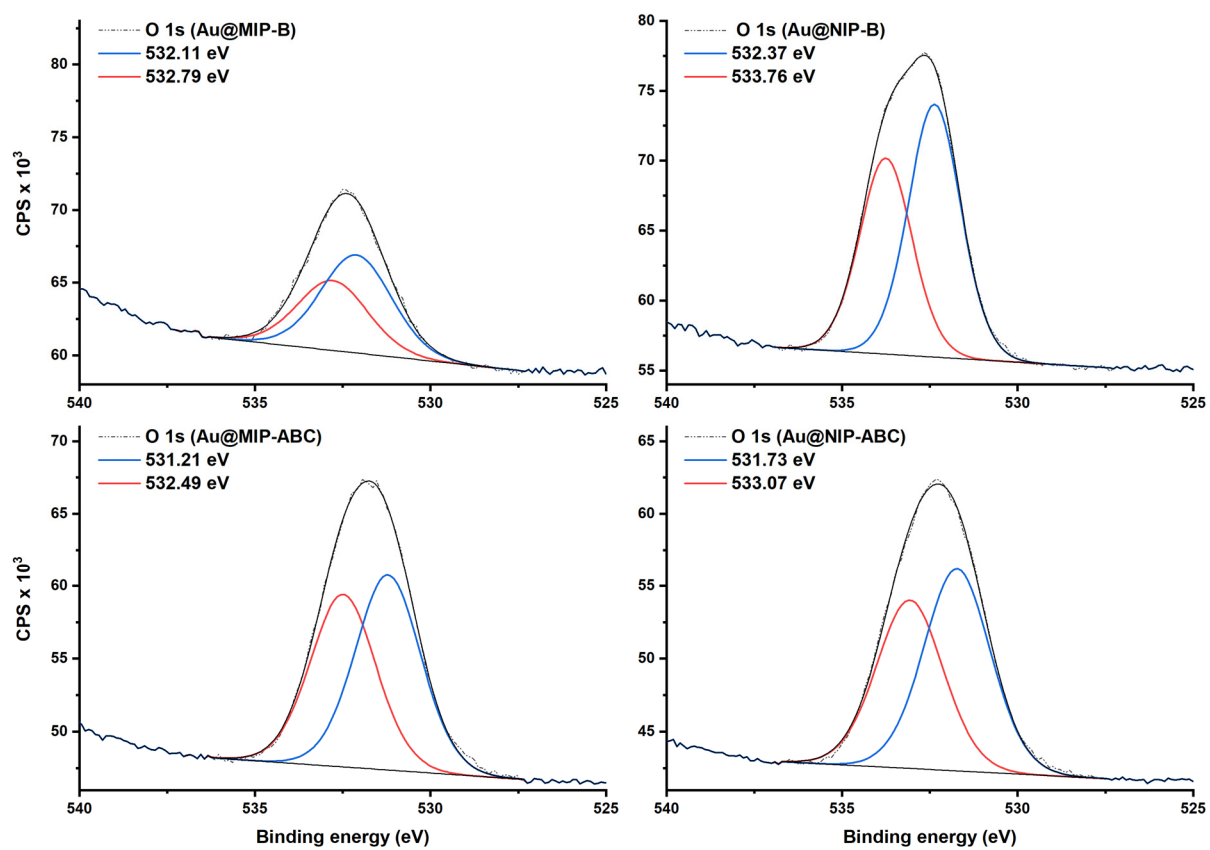 O 1s (Au@MIP-B)
532.11 eV
532.79 eV
80
75
70
65
60
CPS x 10³
540
535
530
525
O 1s (Au@NIP-B)
532.37 eV
533.76 eV
80
75
70
65
60
55
540
535
530
525
O 1s (Au@MIP-ABC)
531.21 eV
532.49 eV
70
65
60
55
50
CPS x 10³
540
535
530
525
Binding energy (eV)
O 1s (Au@NIP-ABC)
531.73 eV
533.07 eV
65
60
55
50
45
540
535
530
525
Binding energy (eV)